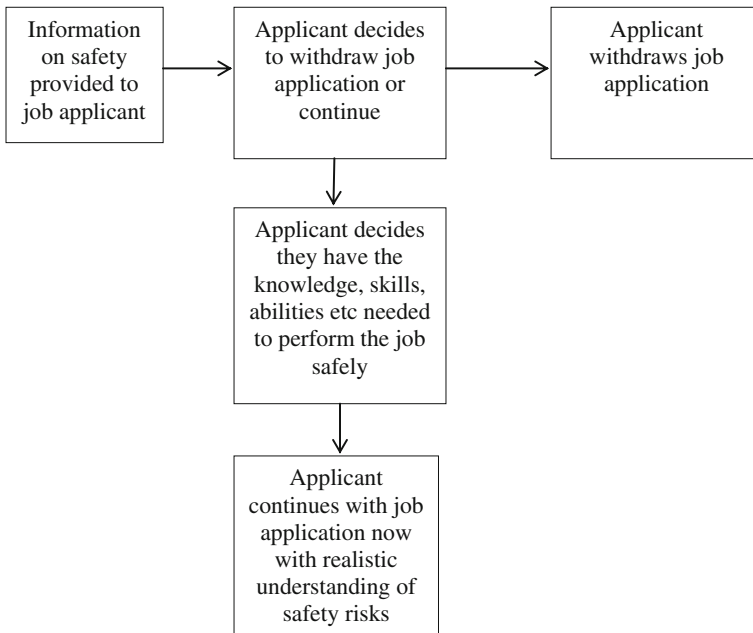 Information
on safety
provided to
job applicant
Applicant decides
to withdraw job
application or
continue
Applicant
withdraws job
application
Applicant decides
they have the
knowledge, skills,
abilities etc needed
to perform the job
safely
Applicant
continues with job
application now
with realistic
understanding of
safety risks